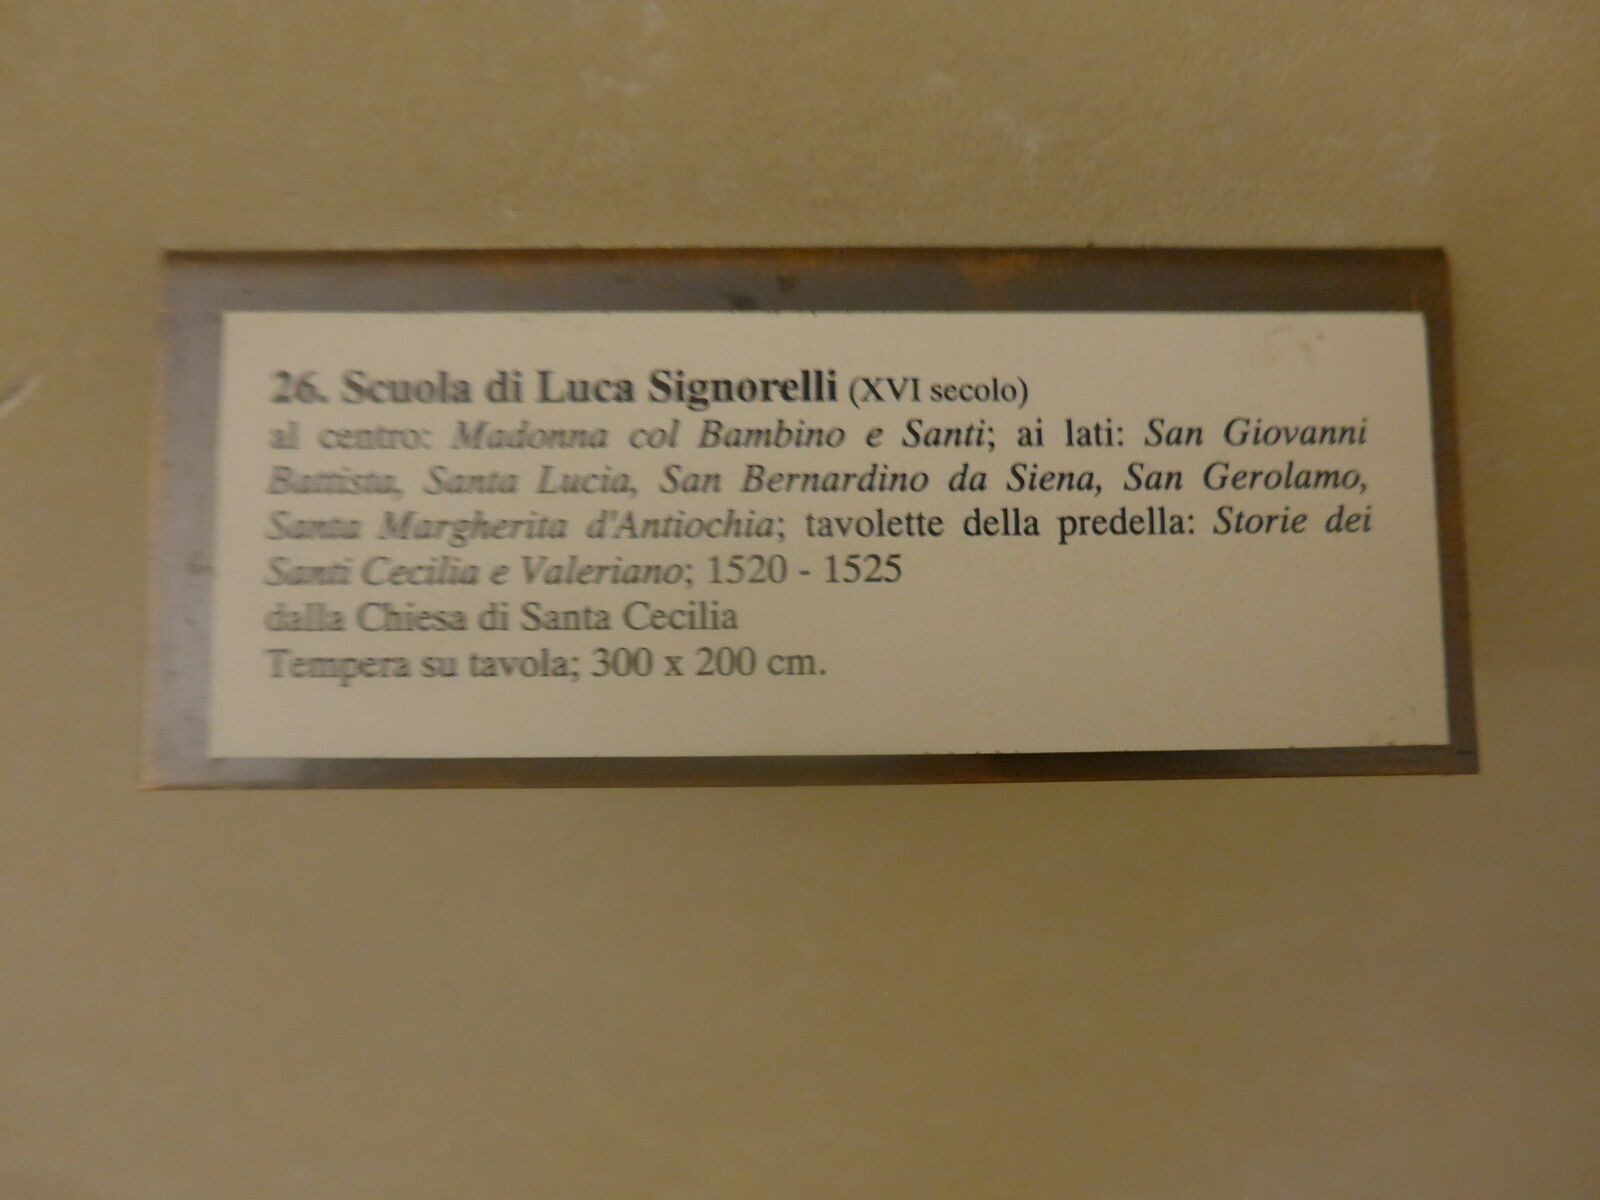 26. Scuola di Luca Signorelli (XVI secolo)
al centro: Madonna col Bambino e Santi; ai lati: San Giovanni
Battista, Santa Lucia, San Bernardino da Siena, San Gerolamo,
Santa Margherita d'Antiochia; tavolette della predella: Storie dei
Santi Cecilia e Valeriano; 1520 - 1525
dalla Chiesa di Santa Cecilia
Tempera su tavola; 300 x 200 cm.